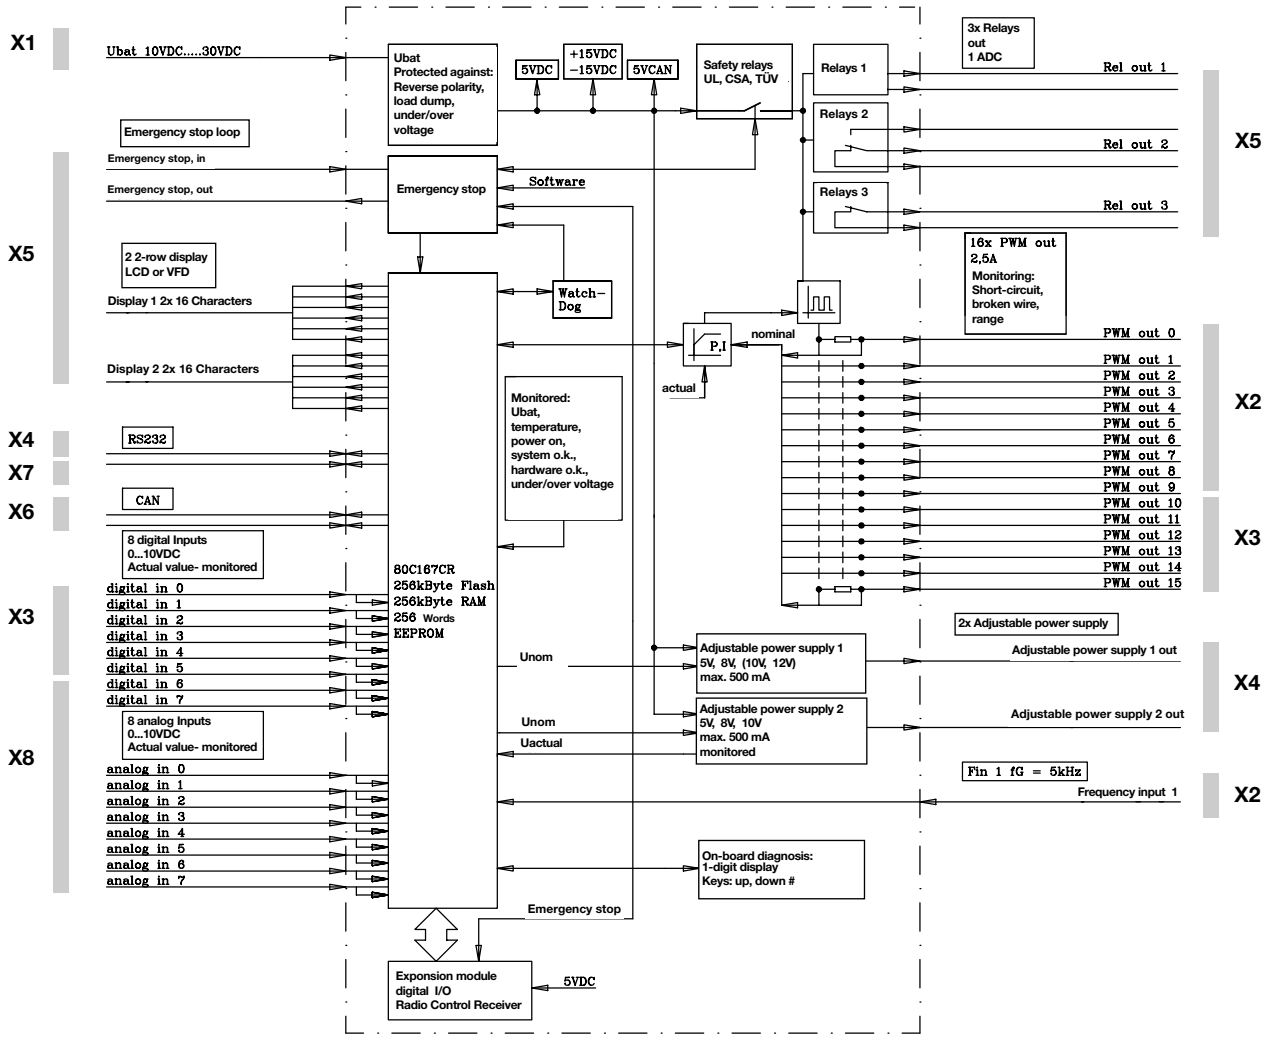 X1
Ubat 10VDC.....30VDC
Ubat
Protected against:
Reverse polarity,
load dump,
under/over
voltage
5VDC
+15VDC
-15VDC
5VCAN
Safety relays
UL, CSA, TÜV
Relays 1
3x Relays
out
1 ADC
Rel out 1
Relays 2
Rel out 2
Relays 3
Rel out 3
X5
Emergency stop loop
Emergency stop, in
Emergency stop, out
Emergency stop
Software
X5
2 2-row display
LCD or VFD
Display 1 2x 16 Characters
Display 2 2x 16 Characters
Watch-
Dog
P,I
nominal
actual
16x PWM out
2,5A
Monitoring:
Short-circuit,
broken wire,
range
PWM out 0
PWM out 1
PWM out 2
PWM out 3
PWM out 4
PWM out 5
PWM out 6
PWM out 7
PWM out 8
PWM out 9
PWM out 10
PWM out 11
PWM out 12
PWM out 13
PWM out 14
PWM out 15
X2
X3
Monitored:
Ubat,
temperature,
power on,
system o.k.,
hardware o.k.,
under/over voltage
X4
RS232
X7
X6
CAN
8 digital Inputs
0...10VDC
Actual value- monitored
80C167CR
256kByte Flash
256kByte RAM
256 Words
EEPROM
X3
digital in 0
digital in 1
digital in 2
digital in 3
digital in 4
digital in 5
digital in 6
digital in 7
X8
8 analog Inputs
0...10VDC
Actual value- monitored
analog in 0
analog in 1
analog in 2
analog in 3
analog in 4
analog in 5
analog in 6
analog in 7
Unom
Adjustable power supply 1
5V, 8V, (10V, 12V)
max. 500 mA
2x Adjustable power supply
Adjustable power supply 1 out
X4
Unom
Uactual
Adjustable power supply 2
5V, 8V, 10V
max. 500 mA
monitored
Adjustable power supply 2 out
Fin 1 fG = 5kHz
Frequency input 1
X2
On-board diagnosis:
1-digit display
Keys: up, down #
Emergency stop
Exponsion module
digital I/O
Radio Control Receiver
5VDC